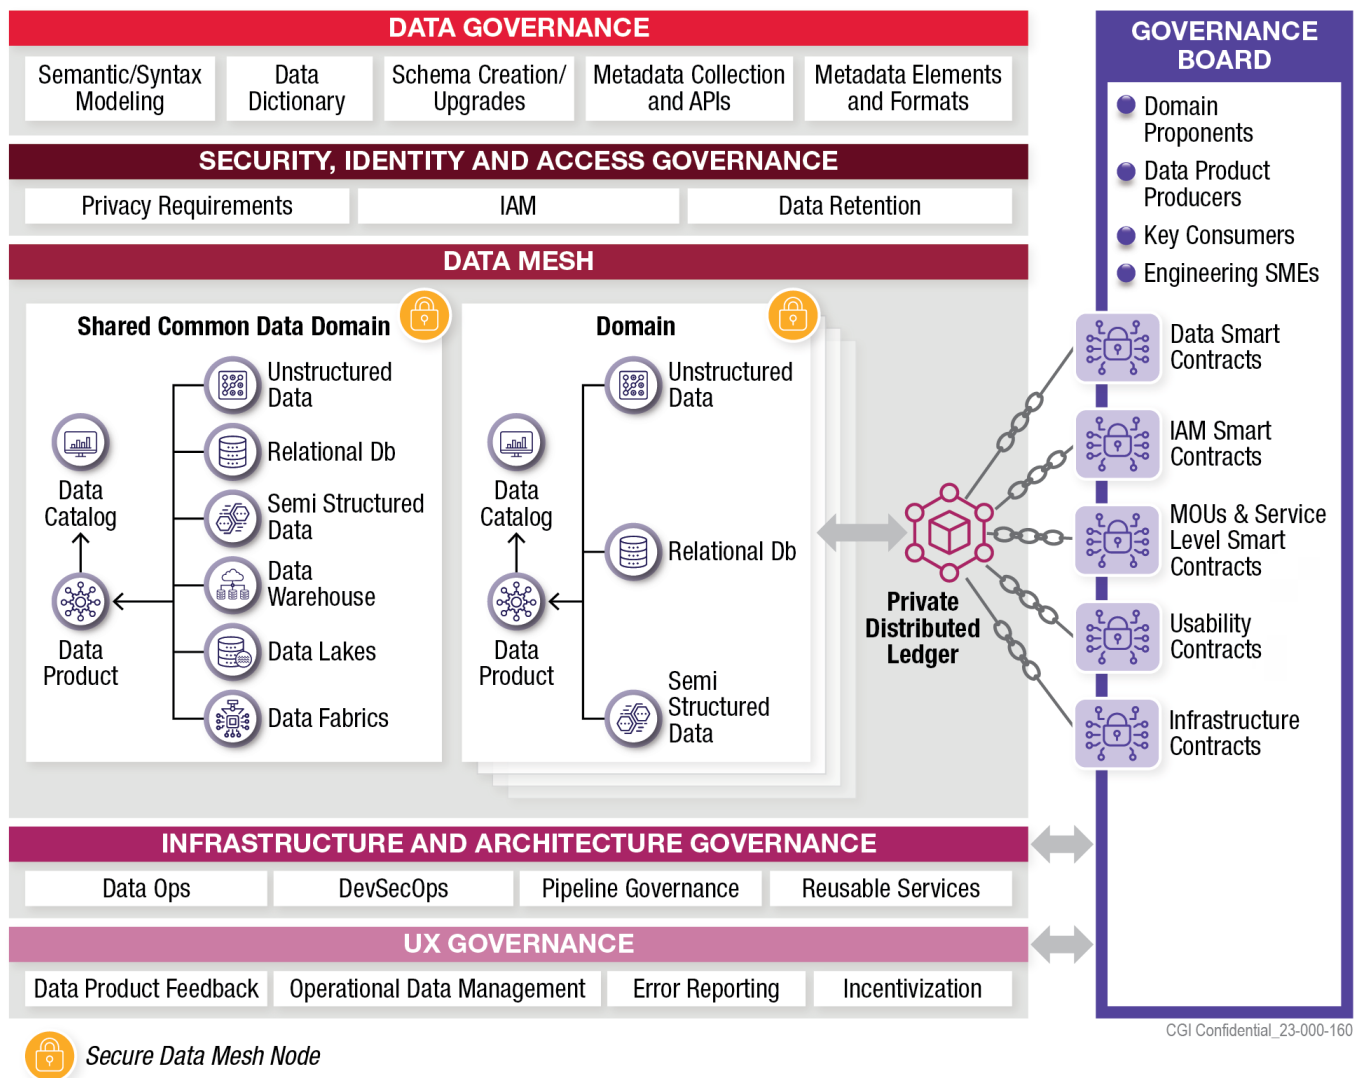 DATA GOVERNANCE
Semantic/Syntax
Modeling
Data
Dictionary
Schema Creation/
Upgrades
Metadata Collection
and APIs
Metadata Elements
and Formats
SECURITY, IDENTITY AND ACCESS GOVERNANCE
Privacy Requirements
IAM
Data Retention
DATA MESH
Shared Common Data Domain
Unstructured
Data
Relational Db
Semi Structured
Data
Data
Warehouse
Data Lakes
Data Fabrics
Data
Catalog
Data
Product
Domain
Unstructured
Data
Relational Db
Semi
Structured
Data
Data
Catalog
Data
Product
Private
Distributed
Ledger
INFRASTRUCTURE AND ARCHITECTURE GOVERNANCE
Data Ops
DevSecOps
Pipeline Governance
Reusable Services
UX GOVERNANCE
Data Product Feedback
Operational Data Management
Error Reporting
Incentivization
Secure Data Mesh Node
GOVERNANCE
BOARD
Domain
Proponents
Data Product
Producers
Key Consumers
Engineering SMEs
Data Smart
Contracts
IAM Smart
Contracts
MOUs & Service
Level Smart
Contracts
Usability
Contracts
Infrastructure
Contracts
CGI Confidential_23-000-160